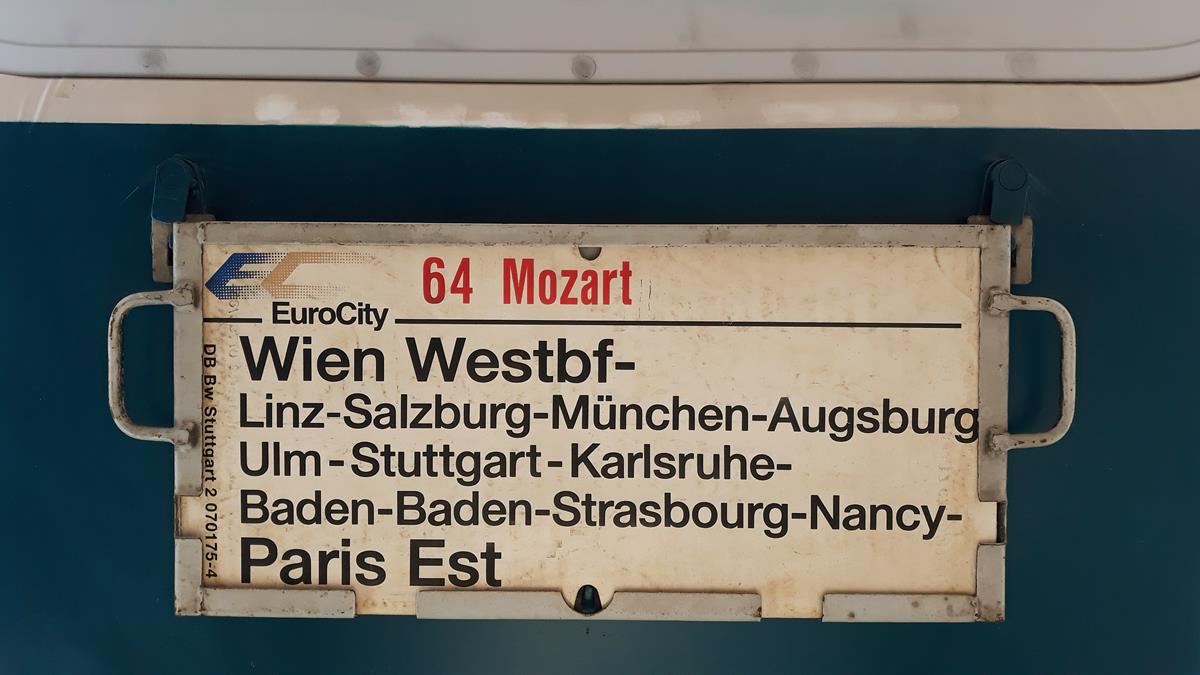 EC
64 Mozart
EuroCity
Wien Westbf-
Linz-Salzburg-München-Augsburg
Ulm-Stuttgart-Karlsruhe-
Baden-Baden-Strasbourg-Nancy-
Paris Est
DB Bw Stuttgart 2 070175-4